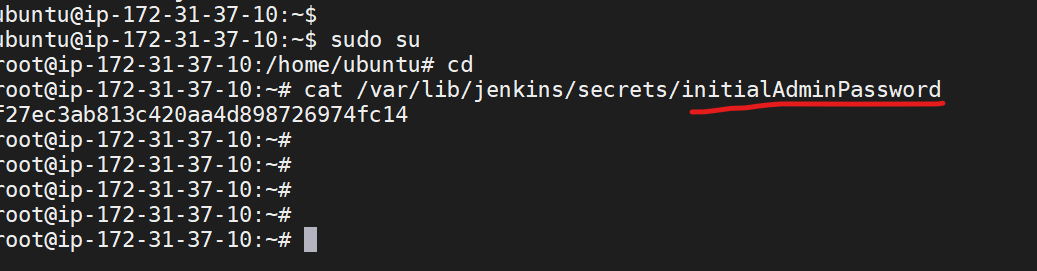 ubuntu@ip-172-31-37-10:~$
ubuntu@ip-172-31-37-10:~$ sudo su
root@ip-172-31-37-10:/home/ubuntu# cd
root@ip-172-31-37-10:~# cat /var/lib/jenkins/secrets/initialAdminPassword
f27ec3ab813c420aa4d898726974fc14
root@ip-172-31-37-10:~#
root@ip-172-31-37-10:~#
root@ip-172-31-37-10:~#
root@ip-172-31-37-10:~#
root@ip-172-31-37-10:~#